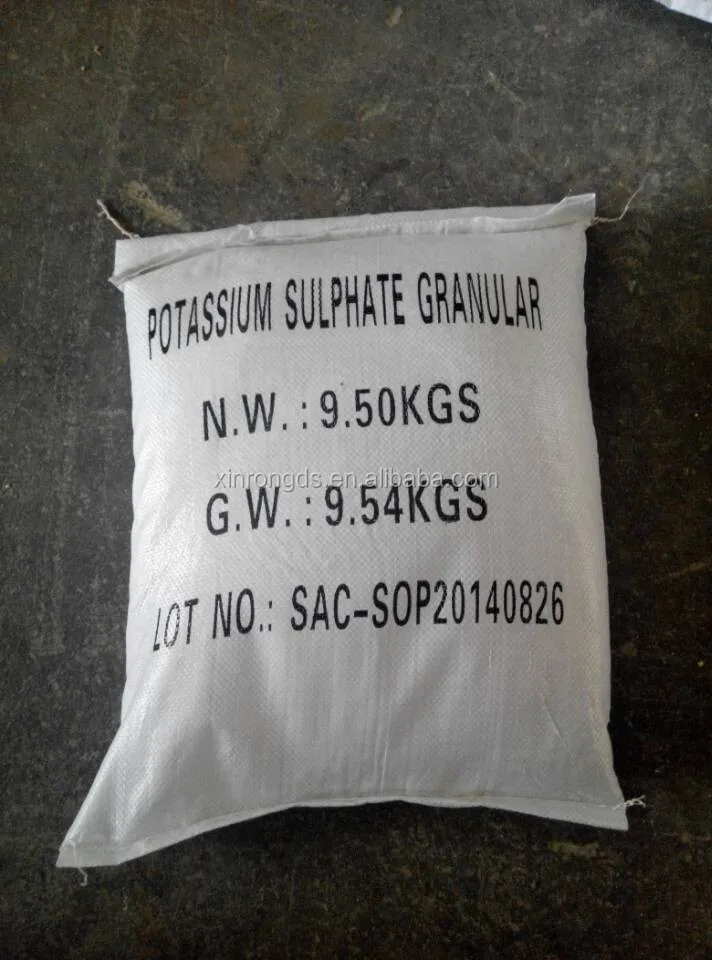 POTASSIUM SULPHATE GRANULAR
N.W.: 9.50KGS
xinrongds.en.alibaba.com
G.W.: 9.54KGS
LOT NO.: SAC-SOP20140826